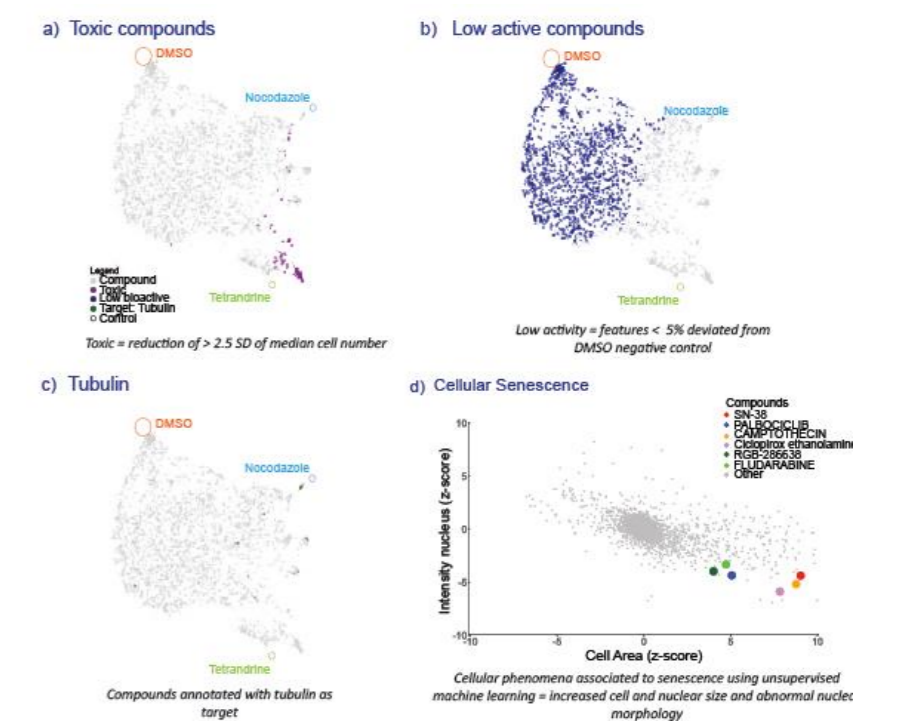 a) Toxic compounds
DMSO
Nocodazole
Legend
Compound
Toxic
Low bioactive
Target: Tubulin
Control
Tetrandrine
Toxic = reduction of > 2.5 SD of median cell number
b) Low active compounds
DMSO
Nocodazole
Tetrandrine
Low activity = features < 5% deviated from
DMSO negative control
c) Tubulin
DMSO
Nocodazole
Tetrandrine
Compounds annotated with tubulin as
target
d) Cellular Senescence
Compounds
SN-38
PALBOCICLIB
CAMPTOTHECIN
Ciclopirox ethanolamine
RGB-286638
FLUDARABINE
Other
Intensity nucleus (z-score)
10
5
0
-5
-10
-10
-5
0
5
10
Cell Area (z-score)
Cellular phenomena associated to senescence using unsupervised
machine learning = increased cell and nuclear size and abnormal nuclec
morphology